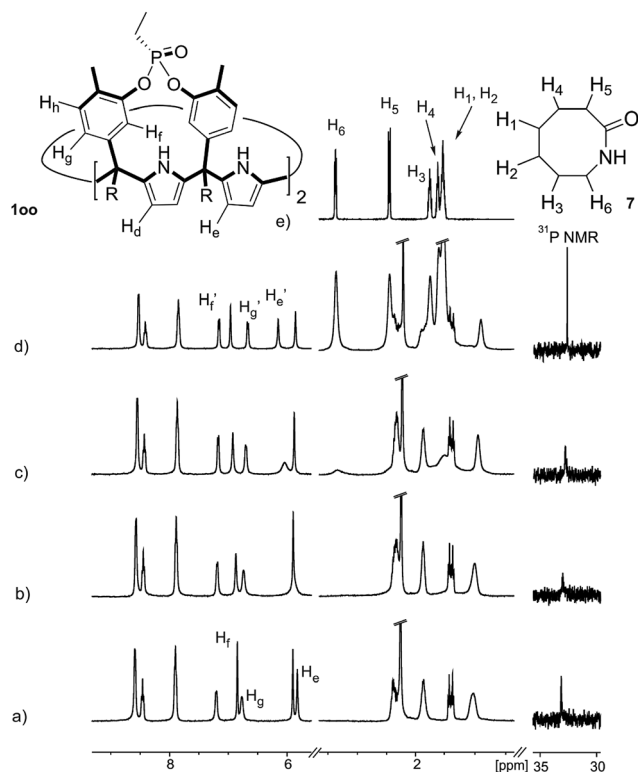 P
O
O
O
Hh
Hg
Hf
NH
NH
R
R
2
Hd
He
1oo
e)
H6
H5
H4
H3
H1, H2
H4
H5
H1
H2
H3
H6
O
NH
7
31P NMR
Hf'
Hg'
He'
d)
c)
b)
Hf
Hg
He
a)
8
6
2
[ppm]
35
30